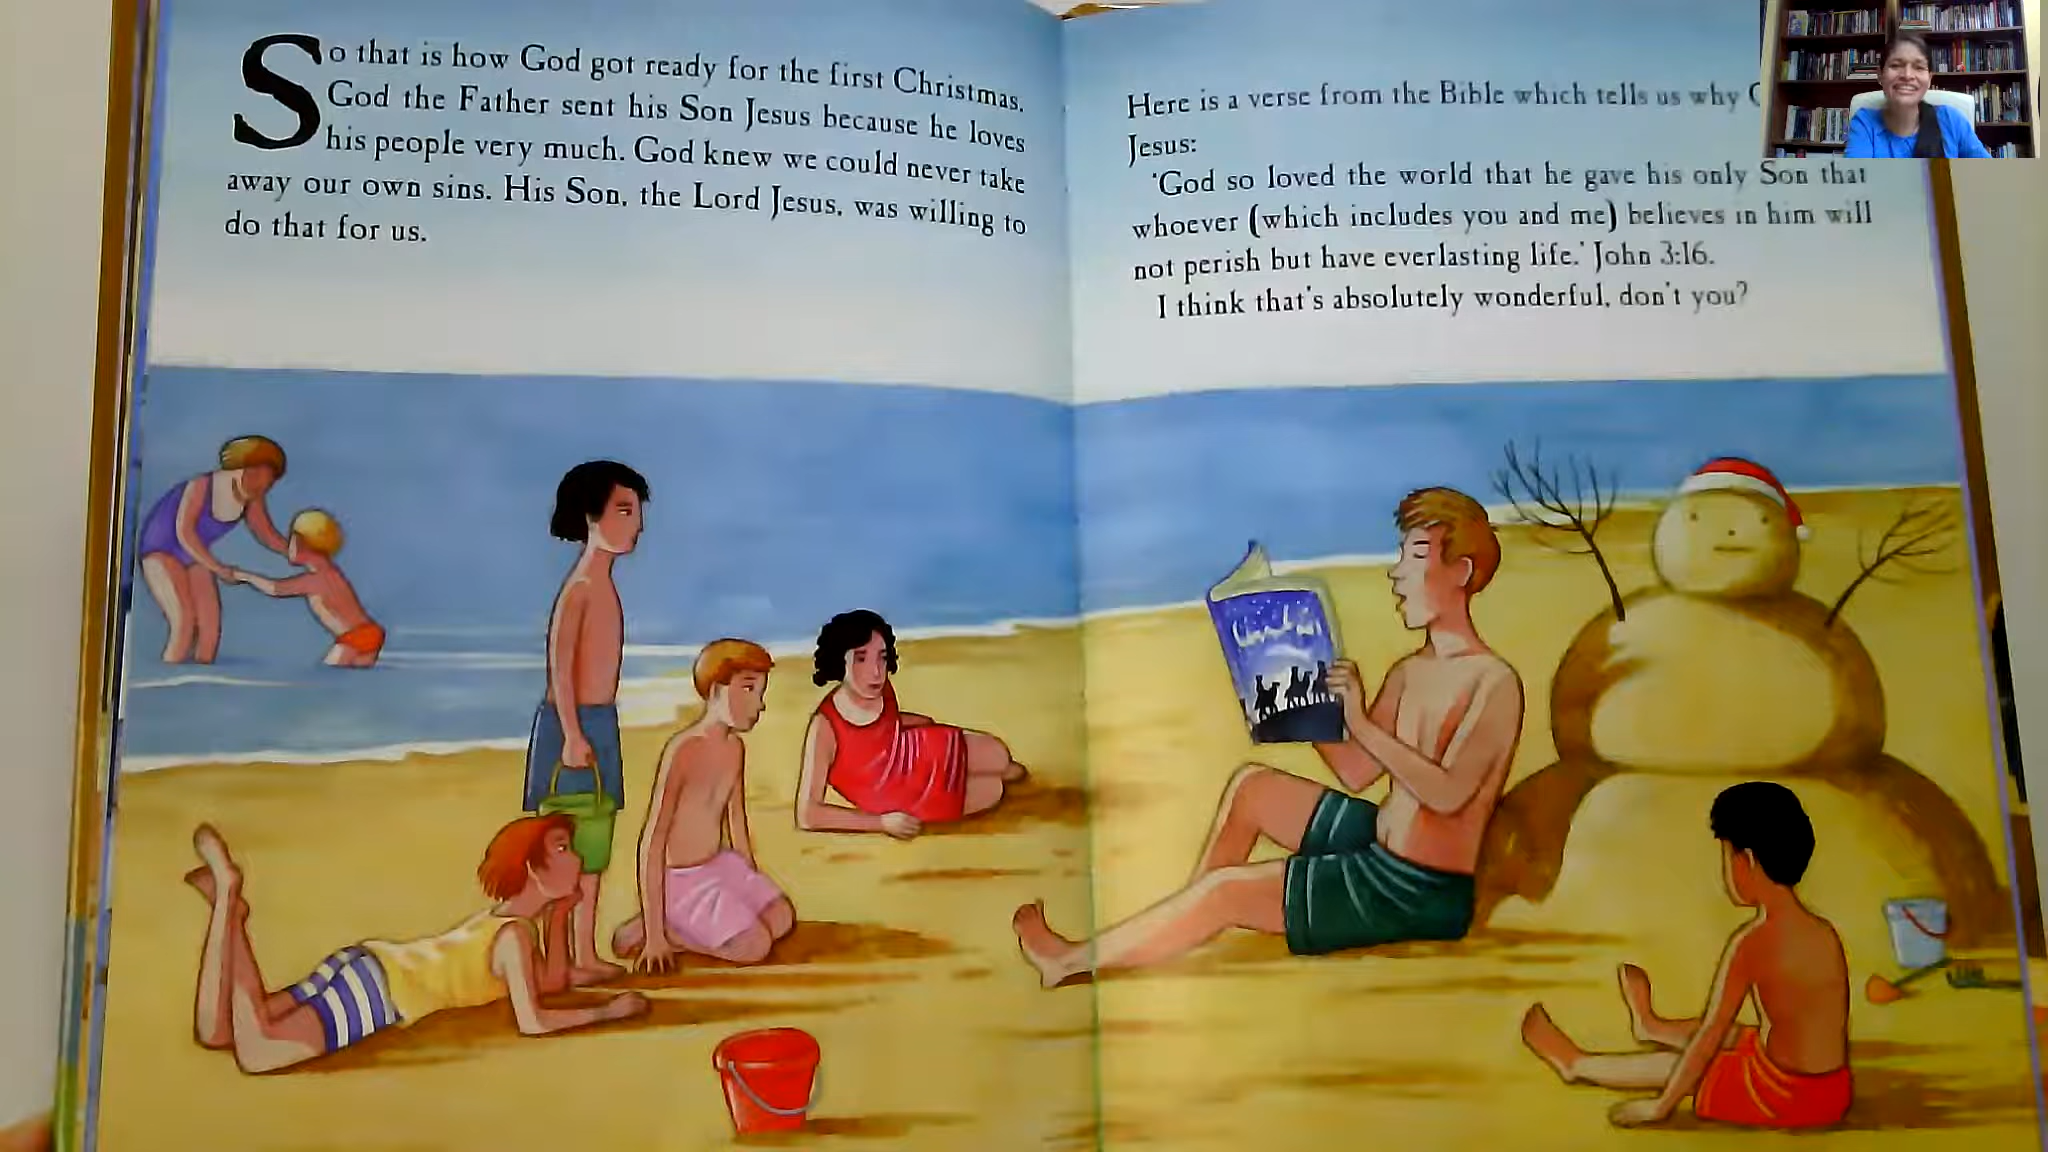 So that is how God got ready for the first Christmas.
God the Father sent his Son Jesus because he loves
his people very much. God knew we could never take
away our own sins. His Son, the Lord Jesus, was willing to
do that for us.
Here is a verse from the Bible which tells us why
Jesus:
'God so loved the world that he gave his only Son that
whoever (which includes you and me) believes in him will
not perish but have everlasting life.' John 3:16.
I think that's absolutely wonderful, don't you?